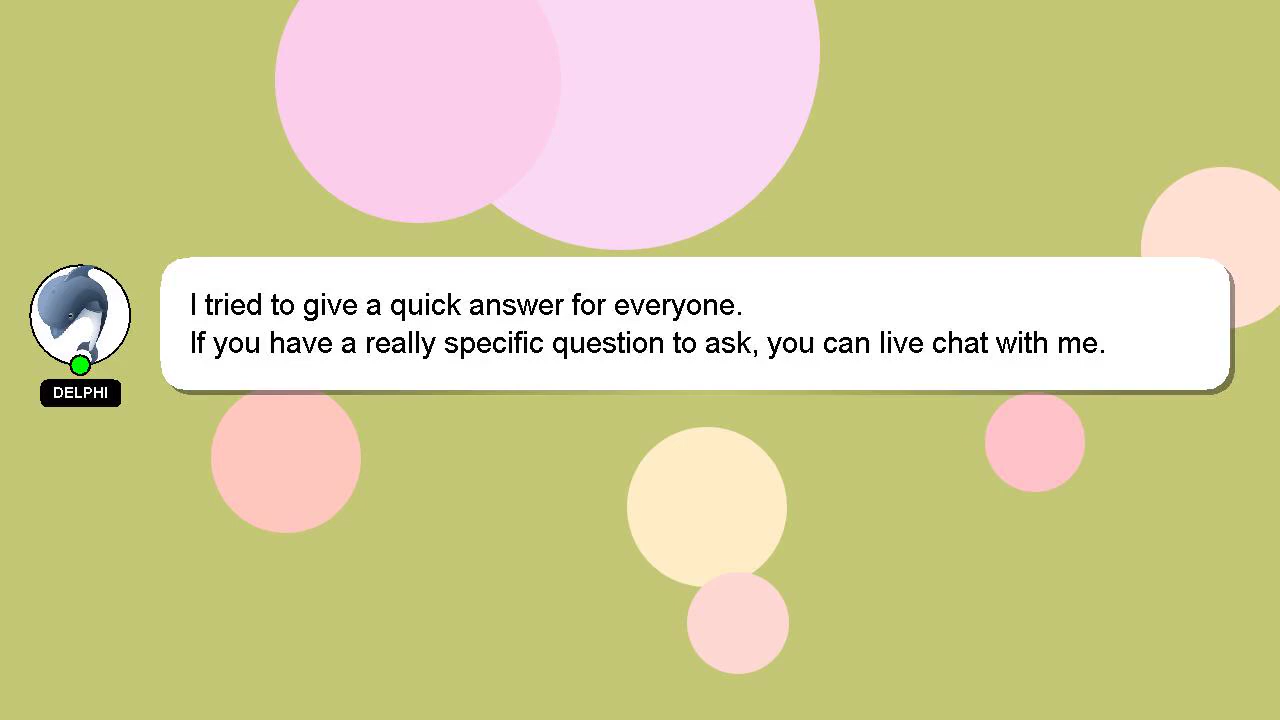 I tried to give a quick answer for everyone.
If you have a really specific question to ask, you can live chat with me.
DELPHI